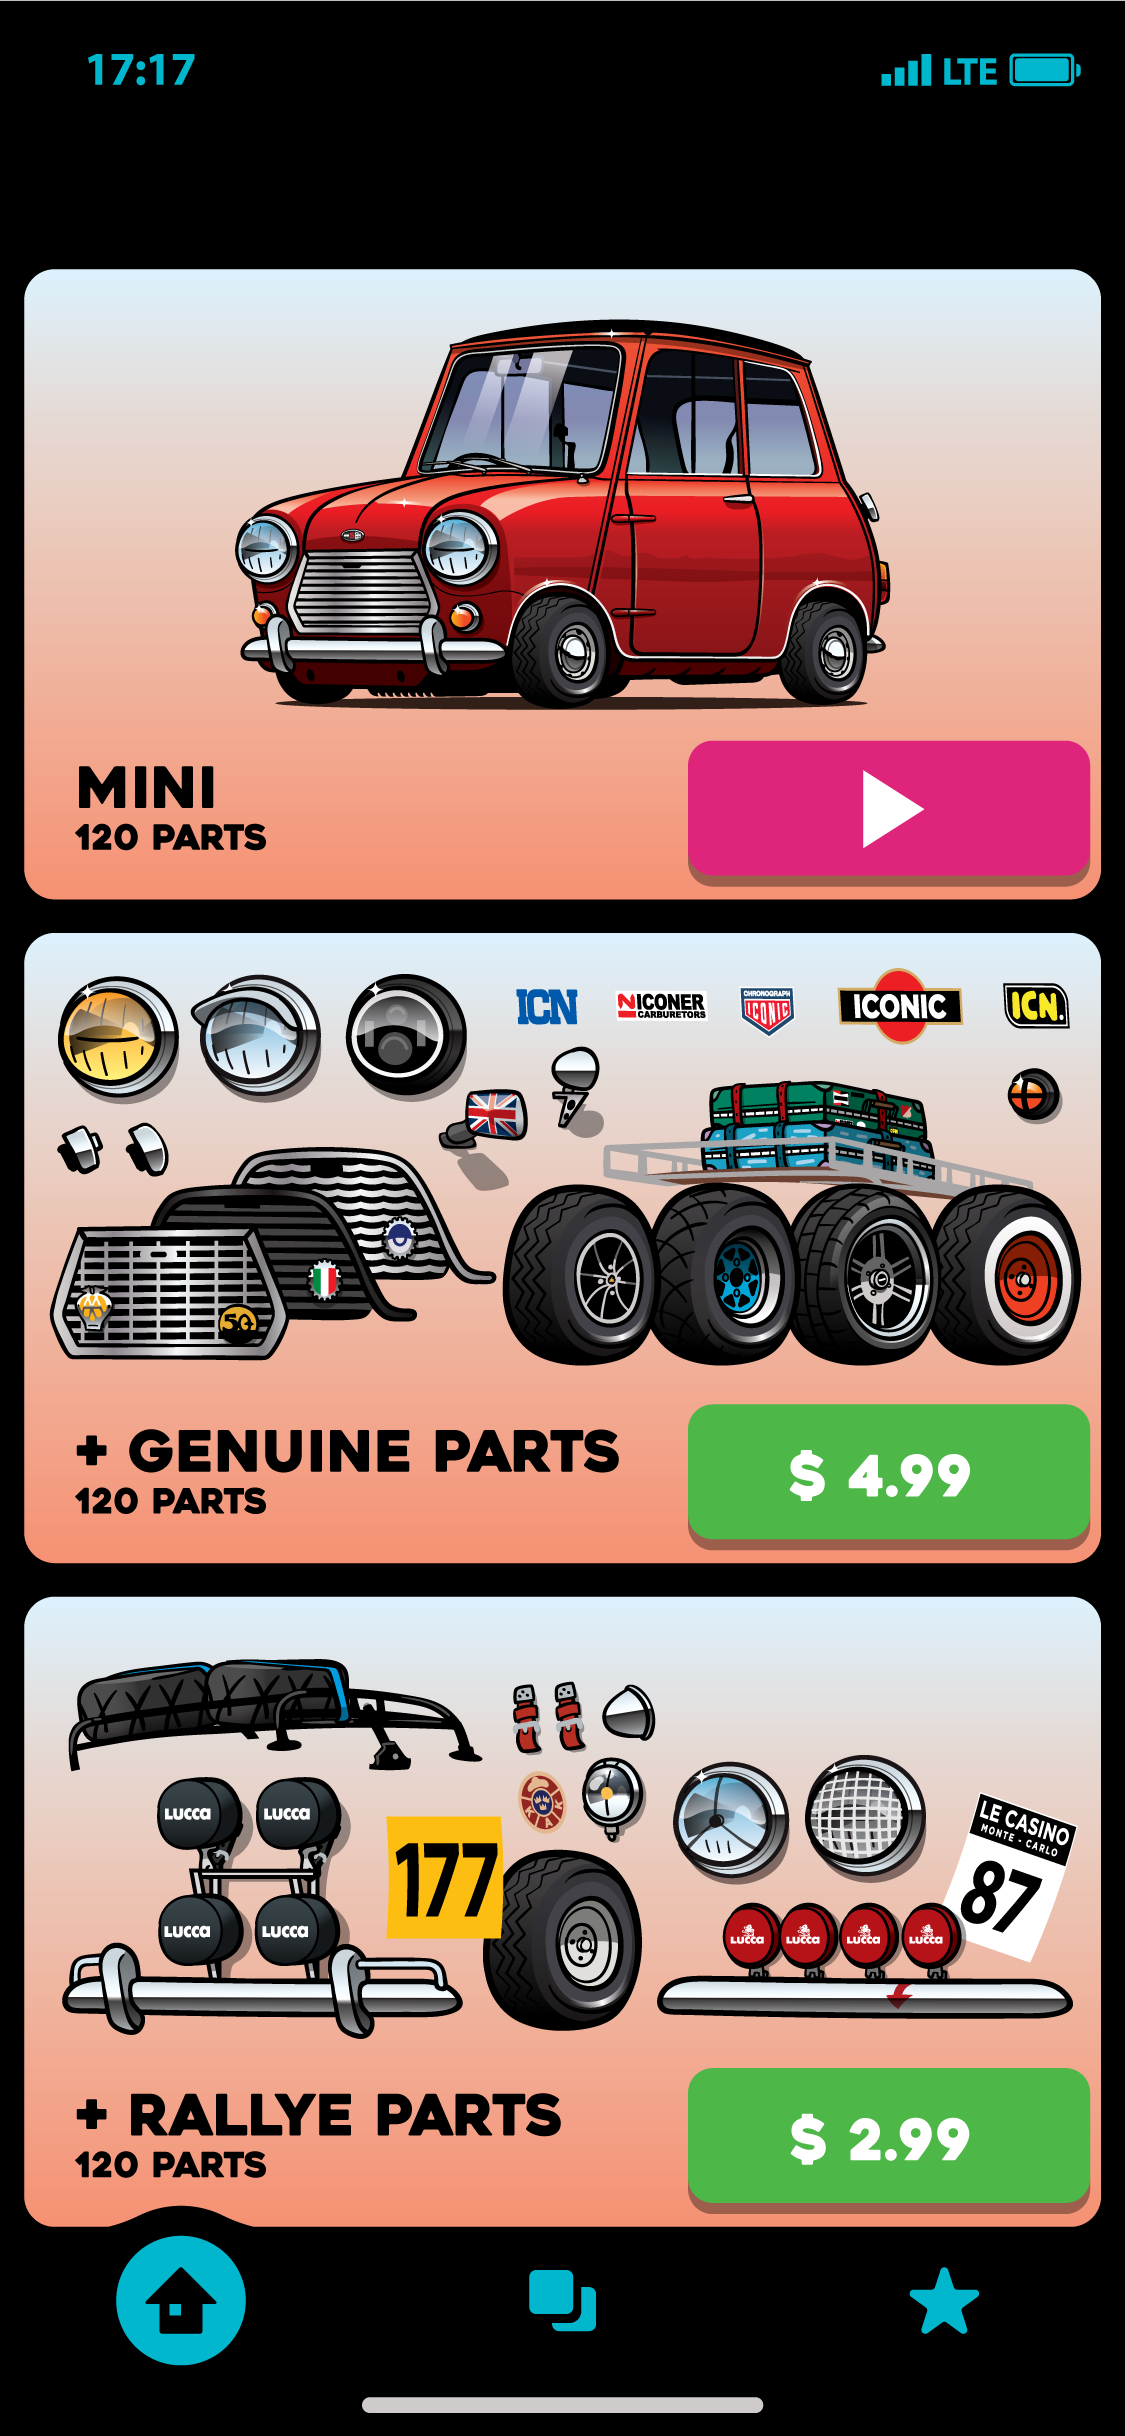 17:17
LTE
MINI
120 PARTS
ICN
ICONER
CARBURETORS
CHRONOGRAPH
ICONIC
ICONIC
ICN.
50
+ GENUINE PARTS
120 PARTS
$ 4.99
LUCCA LUCCA
LUCCA LUCCA
177
K A K
LE CASINO
MONTE - CARLO
87
LUCCA LUCCA LUCCA LUCCA
+ RALLYE PARTS
120 PARTS
$ 2.99